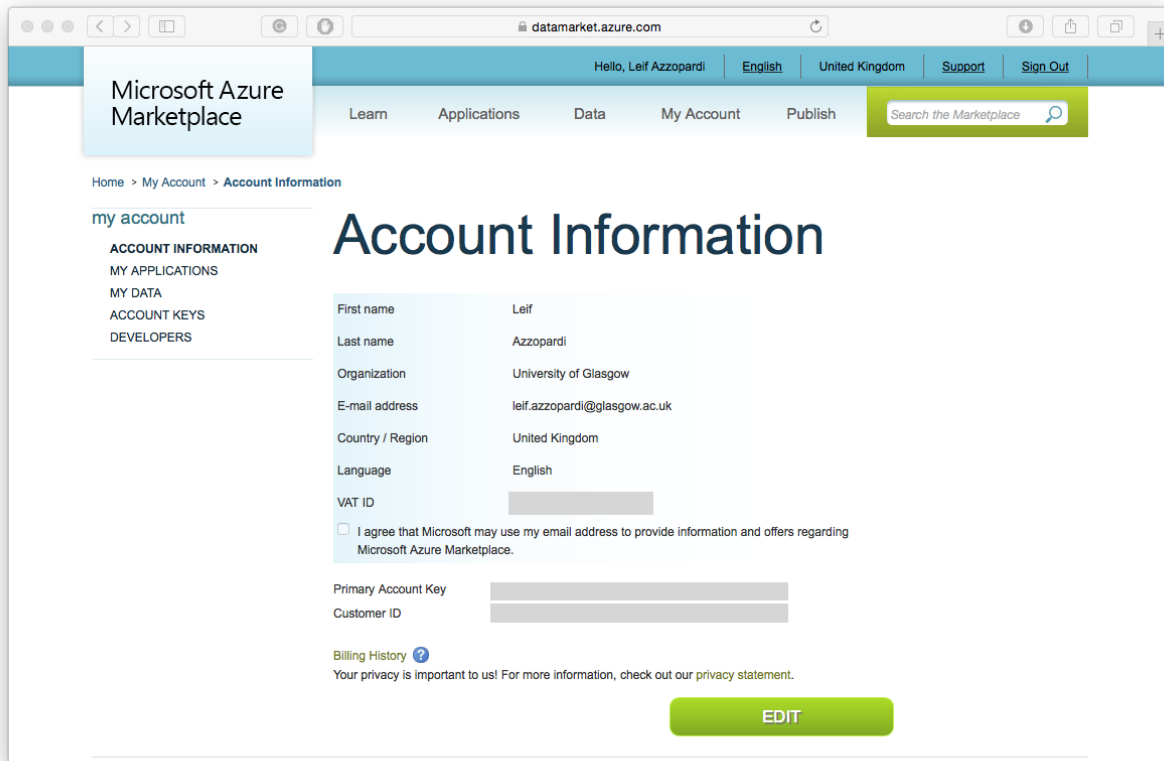 datamarket.azure.com
Hello, Leif Azzopardi English United Kingdom Support Sign Out
Microsoft Azure
Marketplace
Learn Applications Data My Account Publish Search the Marketplace
Home > My Account > Account Information
my account
ACCOUNT INFORMATION
MY APPLICATIONS
MY DATA
ACCOUNT KEYS
DEVELOPERS
Account Information
First name Leif
Last name Azzopardi
Organization University of Glasgow
E-mail address leif.azzopardi@glasgow.ac.uk
Country / Region United Kingdom
Language English
VAT ID
I agree that Microsoft may use my email address to provide information and offers regarding
Microsoft Azure Marketplace.
Primary Account Key
Customer ID
Billing History ?
Your privacy is important to us! For more information, check out our privacy statement.
EDIT